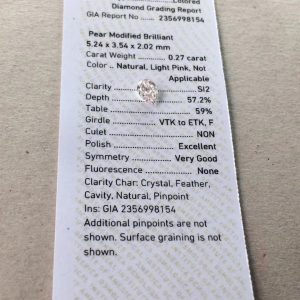 Colored
Diamond Grading Report
GIA Report No .. 2356998154
Pear Modified Brilliant
5.24 x 3.54 x 2.02 mm
Carat Weight .......... 0.27 carat
Color .. Natural, Light Pink, Not
Applicable
Clarity ................ SI2
Depth ................ 57.2%
Table ................ 59%
Girdle .......... VTK to ETK, F
Culet ................ NON
Polish ............ Excellent
Symmetry ......... Very Good
Fluorescence ......... None
Clarity Char: Crystal, Feather,
Cavity, Natural, Pinpoint
Ins: GIA 2356998154
Additional pinpoints are not
shown. Surface graining is not
shown.